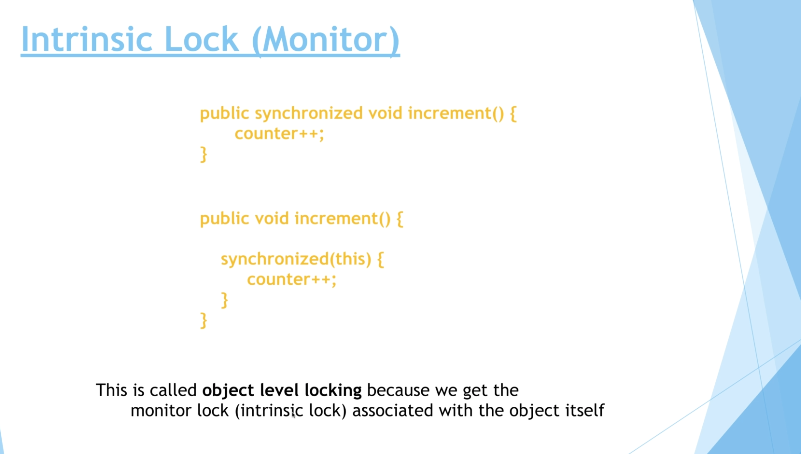 Intrinsic Lock (Monitor)
public synchronized void increment() {
counter++;
}
public void increment() {
synchronized(this) {
counter++;
}
}
This is called object level locking because we get the
monitor lock (intrinsic lock) associated with the object itself